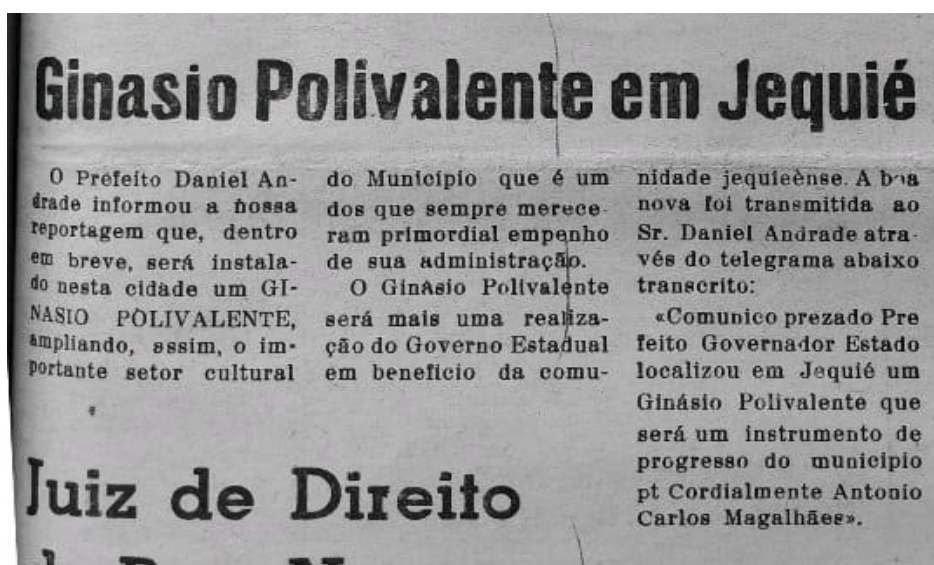 Ginasio Polivalente em Jequié
O Prefeito Daniel An-
drade informou a nossa
reportagem que, dentro
em breve, será instala-
do nesta cidade um GI-
NASIO POLIVALENTE,
ampliando, assim, o im-
portante setor cultural
do Município que é um
dos que sempre merece-
ram primordial empenho
de sua administração.
O Ginásio Polivalente
será mais uma realiza-
ção do Governo Estadual
em beneficio da comu-
nidade jequieènse. A boa
nova foi transmitida ao
Sr. Daniel Andrade atra-
vés do telegrama abaixo
transcrito:
«Comunico prezado Pre
feito Governador Estado
localizou em Jequié um
Ginásio Polivalente que
será um instrumento de
progresso do municipio
pt Cordialmente Antonio
Carlos Magalhães».
Juiz de Direito